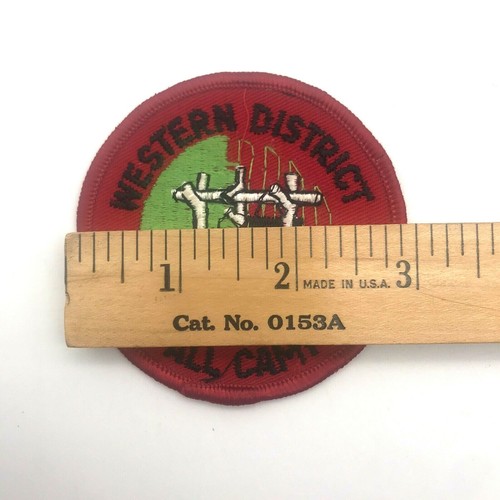 WESTERN DISTRICT
1 2 MADE IN U.S.A. 3
Cat. No. 0153A